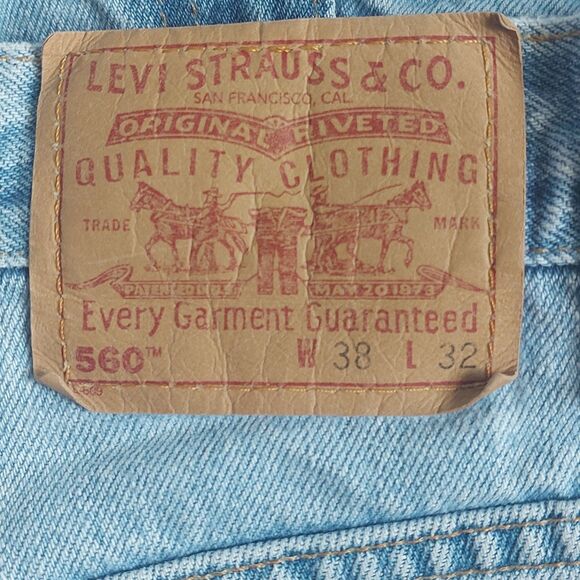 LEVI STRAUSS & CO.
SAN FRANCISCO, CAL.
ORIGINAL RIVETED
QUALITY CLOTHING
TRADE MARK
PATENTED IN U.S. MAY 20 1873
Every Garment Guaranteed
560™ W 38 L 32